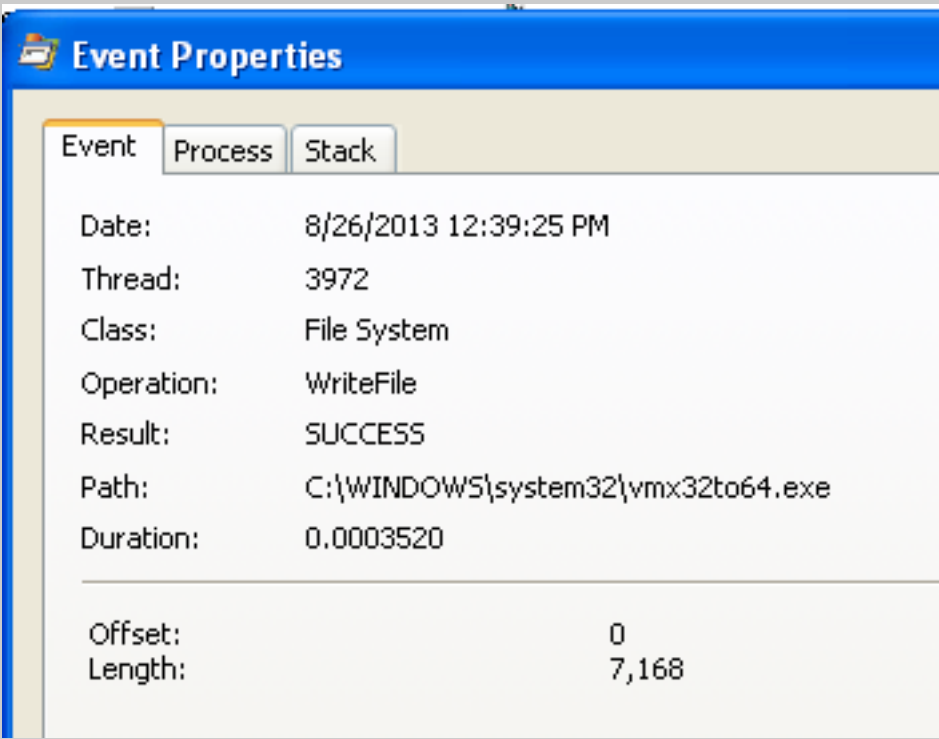 Event Properties
Event Process Stack
Date: 8/26/2013 12:39:25 PM
Thread: 3972
Class: File System
Operation: WriteFile
Result: SUCCESS
Path: C:\WINDOWS\system32\vmx32to64.exe
Duration: 0.0003520
Offset: 0
Length: 7,168